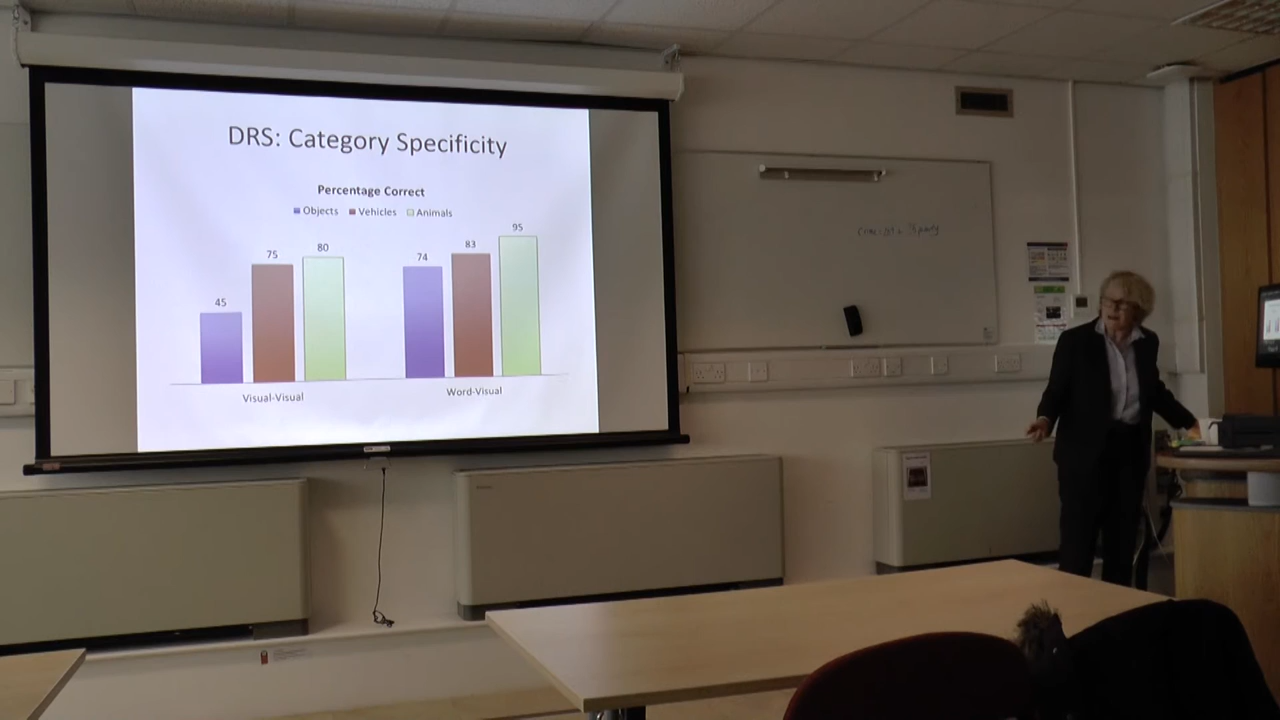 DRS: Category Specificity
Percentage Correct
Objects Vehicles Animals
45 75 80 74 83 95
Visual-Visual Word-Visual